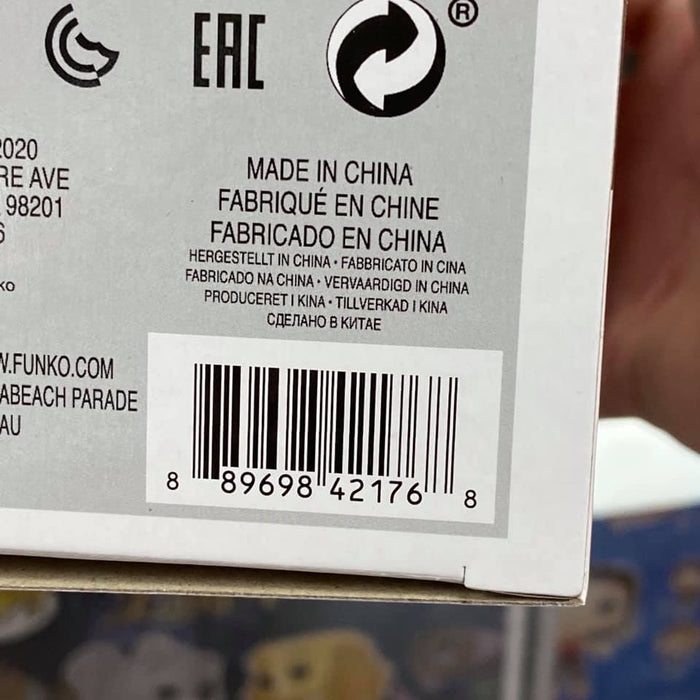 EAC
®
2020
RE AVE
98201
MADE IN CHINA
FABRIQUÉ EN CHINE
FABRICADO EN CHINA
HERGESTELLT IN CHINA • FABBRICATO IN CINA
FABRICADO NA CHINA • VERVAARDIGD IN CHINA
PRODUCERET I KINA • TILLVERKAD I KINA
СДЕЛАНО В КИТАЕ
W.FUNKO.COM
ABEACH PARADE
AU
8 89698 42176 8